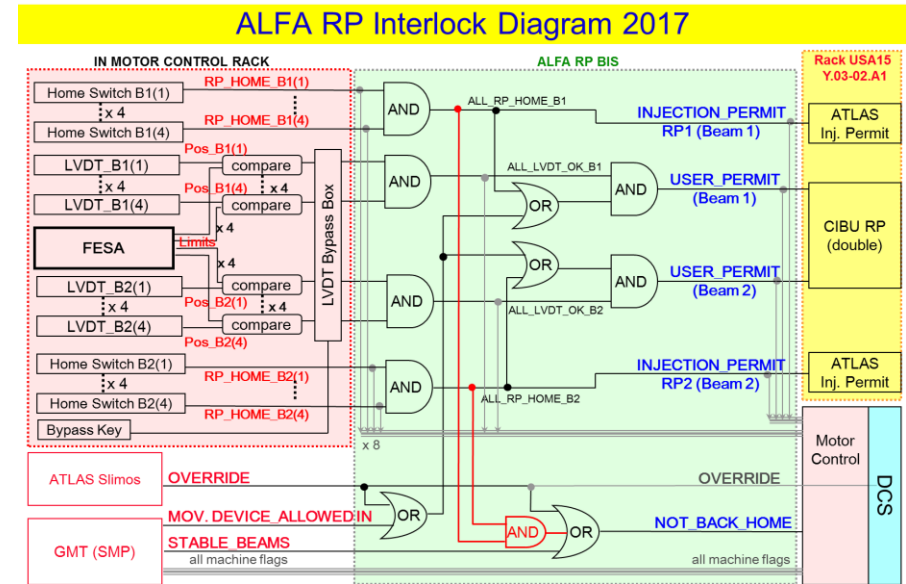 ALFA RP Interlock Diagram 2017
IN MOTOR CONTROL RACK
ALFA RP BIS
Rack USA15
Y.03-02.A1
Home Switch B1(1)
RP_HOME_B1(1)
x 4
Home Switch B1(4)
RP_HOME_B1(4)
AND
ALL_RP_HOME_B1
INJECTION_PERMIT
RP1 (Beam 1)
ATLAS
Inj. Permit
LVDT_B1(1)
Pos_B1(1)
compare
x 4
Pos_B1(4)
x 4
LVDT_B1(4)
compare
LVDT Bypass Box
AND
ALL_LVDT_OK_B1
OR
AND
USER_PERMIT
(Beam 1)
CIBU RP
(double)
FESA
x 4
Limits
x 4
OR
AND
USER_PERMIT
(Beam 2)
LVDT_B2(1)
compare
x 4
Pos_B2(1)
x 4
LVDT_B2(4)
compare
Pos_B2(4)
AND
ALL_LVDT_OK_B2
Home Switch B2(1)
RP_HOME_B2(1)
x 4
Home Switch B2(4)
RP_HOME_B2(4)
AND
ALL_RP_HOME_B2
INJECTION_PERMIT
RP2 (Beam 2)
ATLAS
Inj. Permit
Bypass Key
x 8
Motor
Control
DCS
ATLAS Slimos
OVERRIDE
OVERRIDE
MOV. DEVICE_ALLOWED IN
OR
GMT (SMP)
STABLE_BEAMS
AND
OR
NOT_BACK_HOME
all machine flags
all machine flags